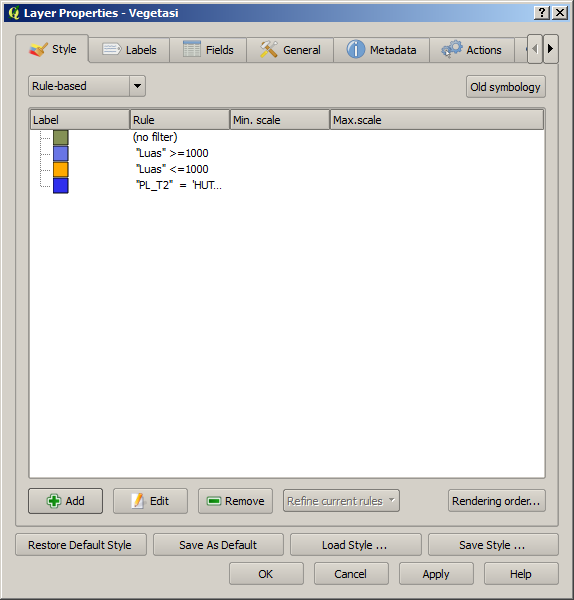 Layer Properties - Vegetasi
Style Labels Fields General Metadata Actions
Rule-based Old symbology
Label Rule Min. scale Max.scale
(no filter)
"Luas" >=1000
"Luas" <=1000
"PL_T2" = 'HUT...
Add Edit Remove Refine current rules Rendering order...
Restore Default Style Save As Default Load Style ... Save Style ...
OK Cancel Apply Help